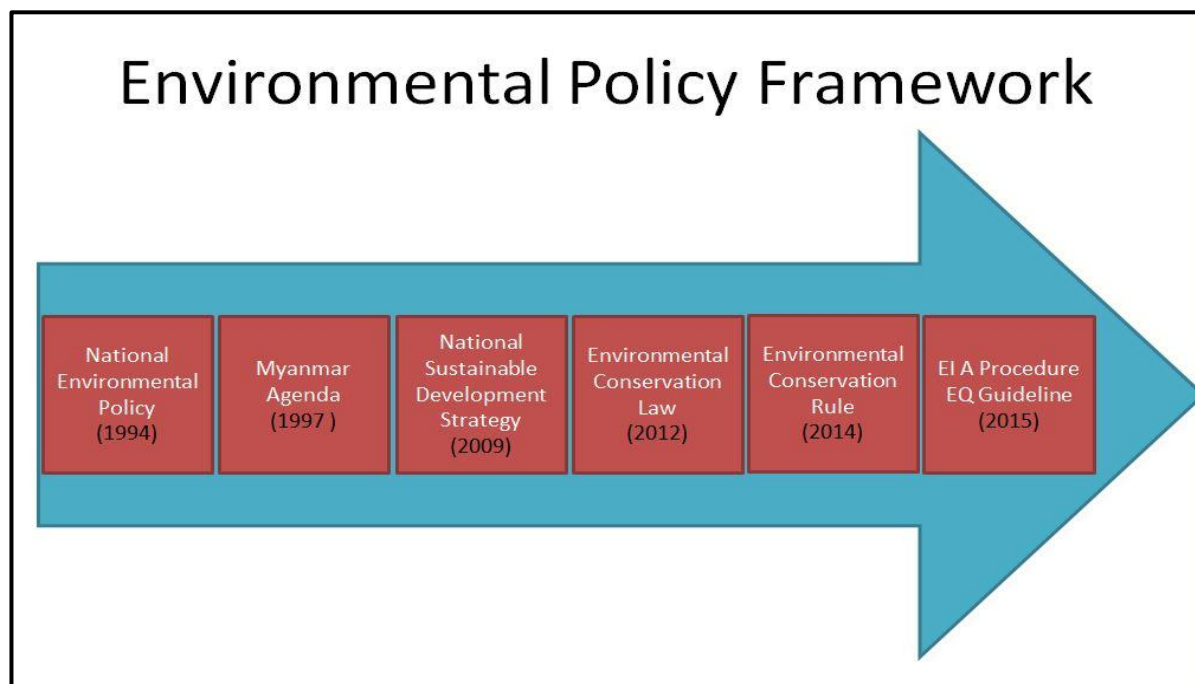 Environmental Policy Framework
National
Environmental
Policy
(1994)
Myanmar
Agenda
(1997 )
National
Sustainable
Development
Strategy
(2009)
Environmental
Conservation
Law
(2012)
Environmental
Conservation
Rule
(2014)
EI A Procedure
EQ Guideline
(2015)